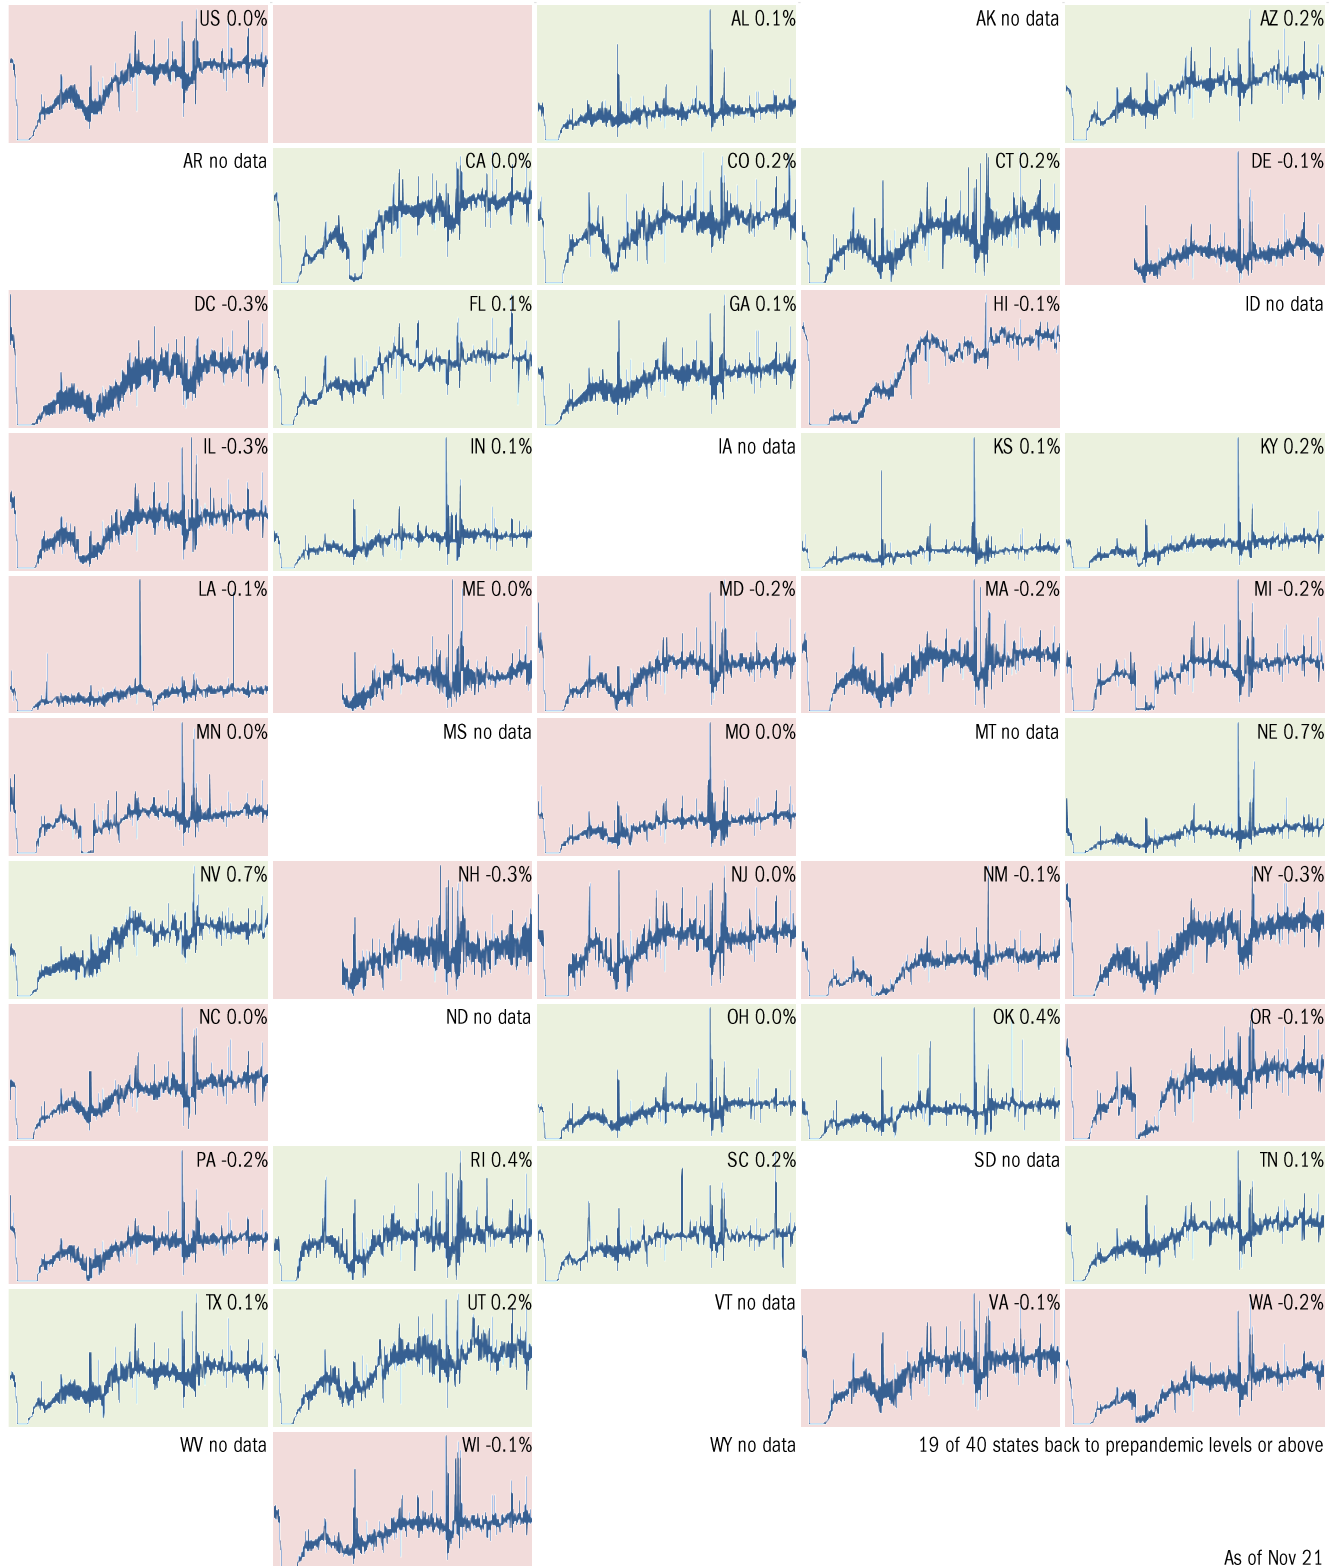 US 0.0%
AL 0.1%
AK no data
AZ 0.2%
AR no data
CA 0.0%
CO 0.2%
CT 0.2%
DE -0.1%
DC -0.3%
FL 0.1%
GA 0.1%
HI -0.1%
ID no data
IL -0.3%
IN 0.1%
IA no data
KS 0.1%
KY 0.2%
LA -0.1%
ME 0.0%
MD -0.2%
MA -0.2%
MI -0.2%
MN 0.0%
MS no data
MO 0.0%
MT no data
NE 0.7%
NV 0.7%
NH -0.3%
NJ 0.0%
NM -0.1%
NY -0.3%
NC 0.0%
ND no data
OH 0.0%
OK 0.4%
OR -0.1%
PA -0.2%
RI 0.4%
SC 0.2%
SD no data
TN 0.1%
TX 0.1%
UT 0.2%
VT no data
VA -0.1%
WA -0.2%
WV no data
WI -0.1%
WY no data
19 of 40 states back to prepandemic levels or above
As of Nov 21